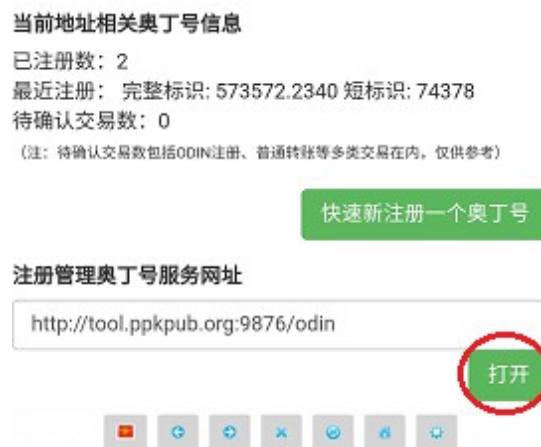 当前地址相关奥丁号信息
已注册数：2
最近注册： 完整标识: 573572.2340 短标识: 74378
待确认交易数：0
（注：待确认交易数包括ODIN注册、普通转账等多类交易在内，仅供参考）
快速新注册一个奥丁号
注册管理奥丁号服务网址
http://tool.ppkpub.org:9876/odin
打开